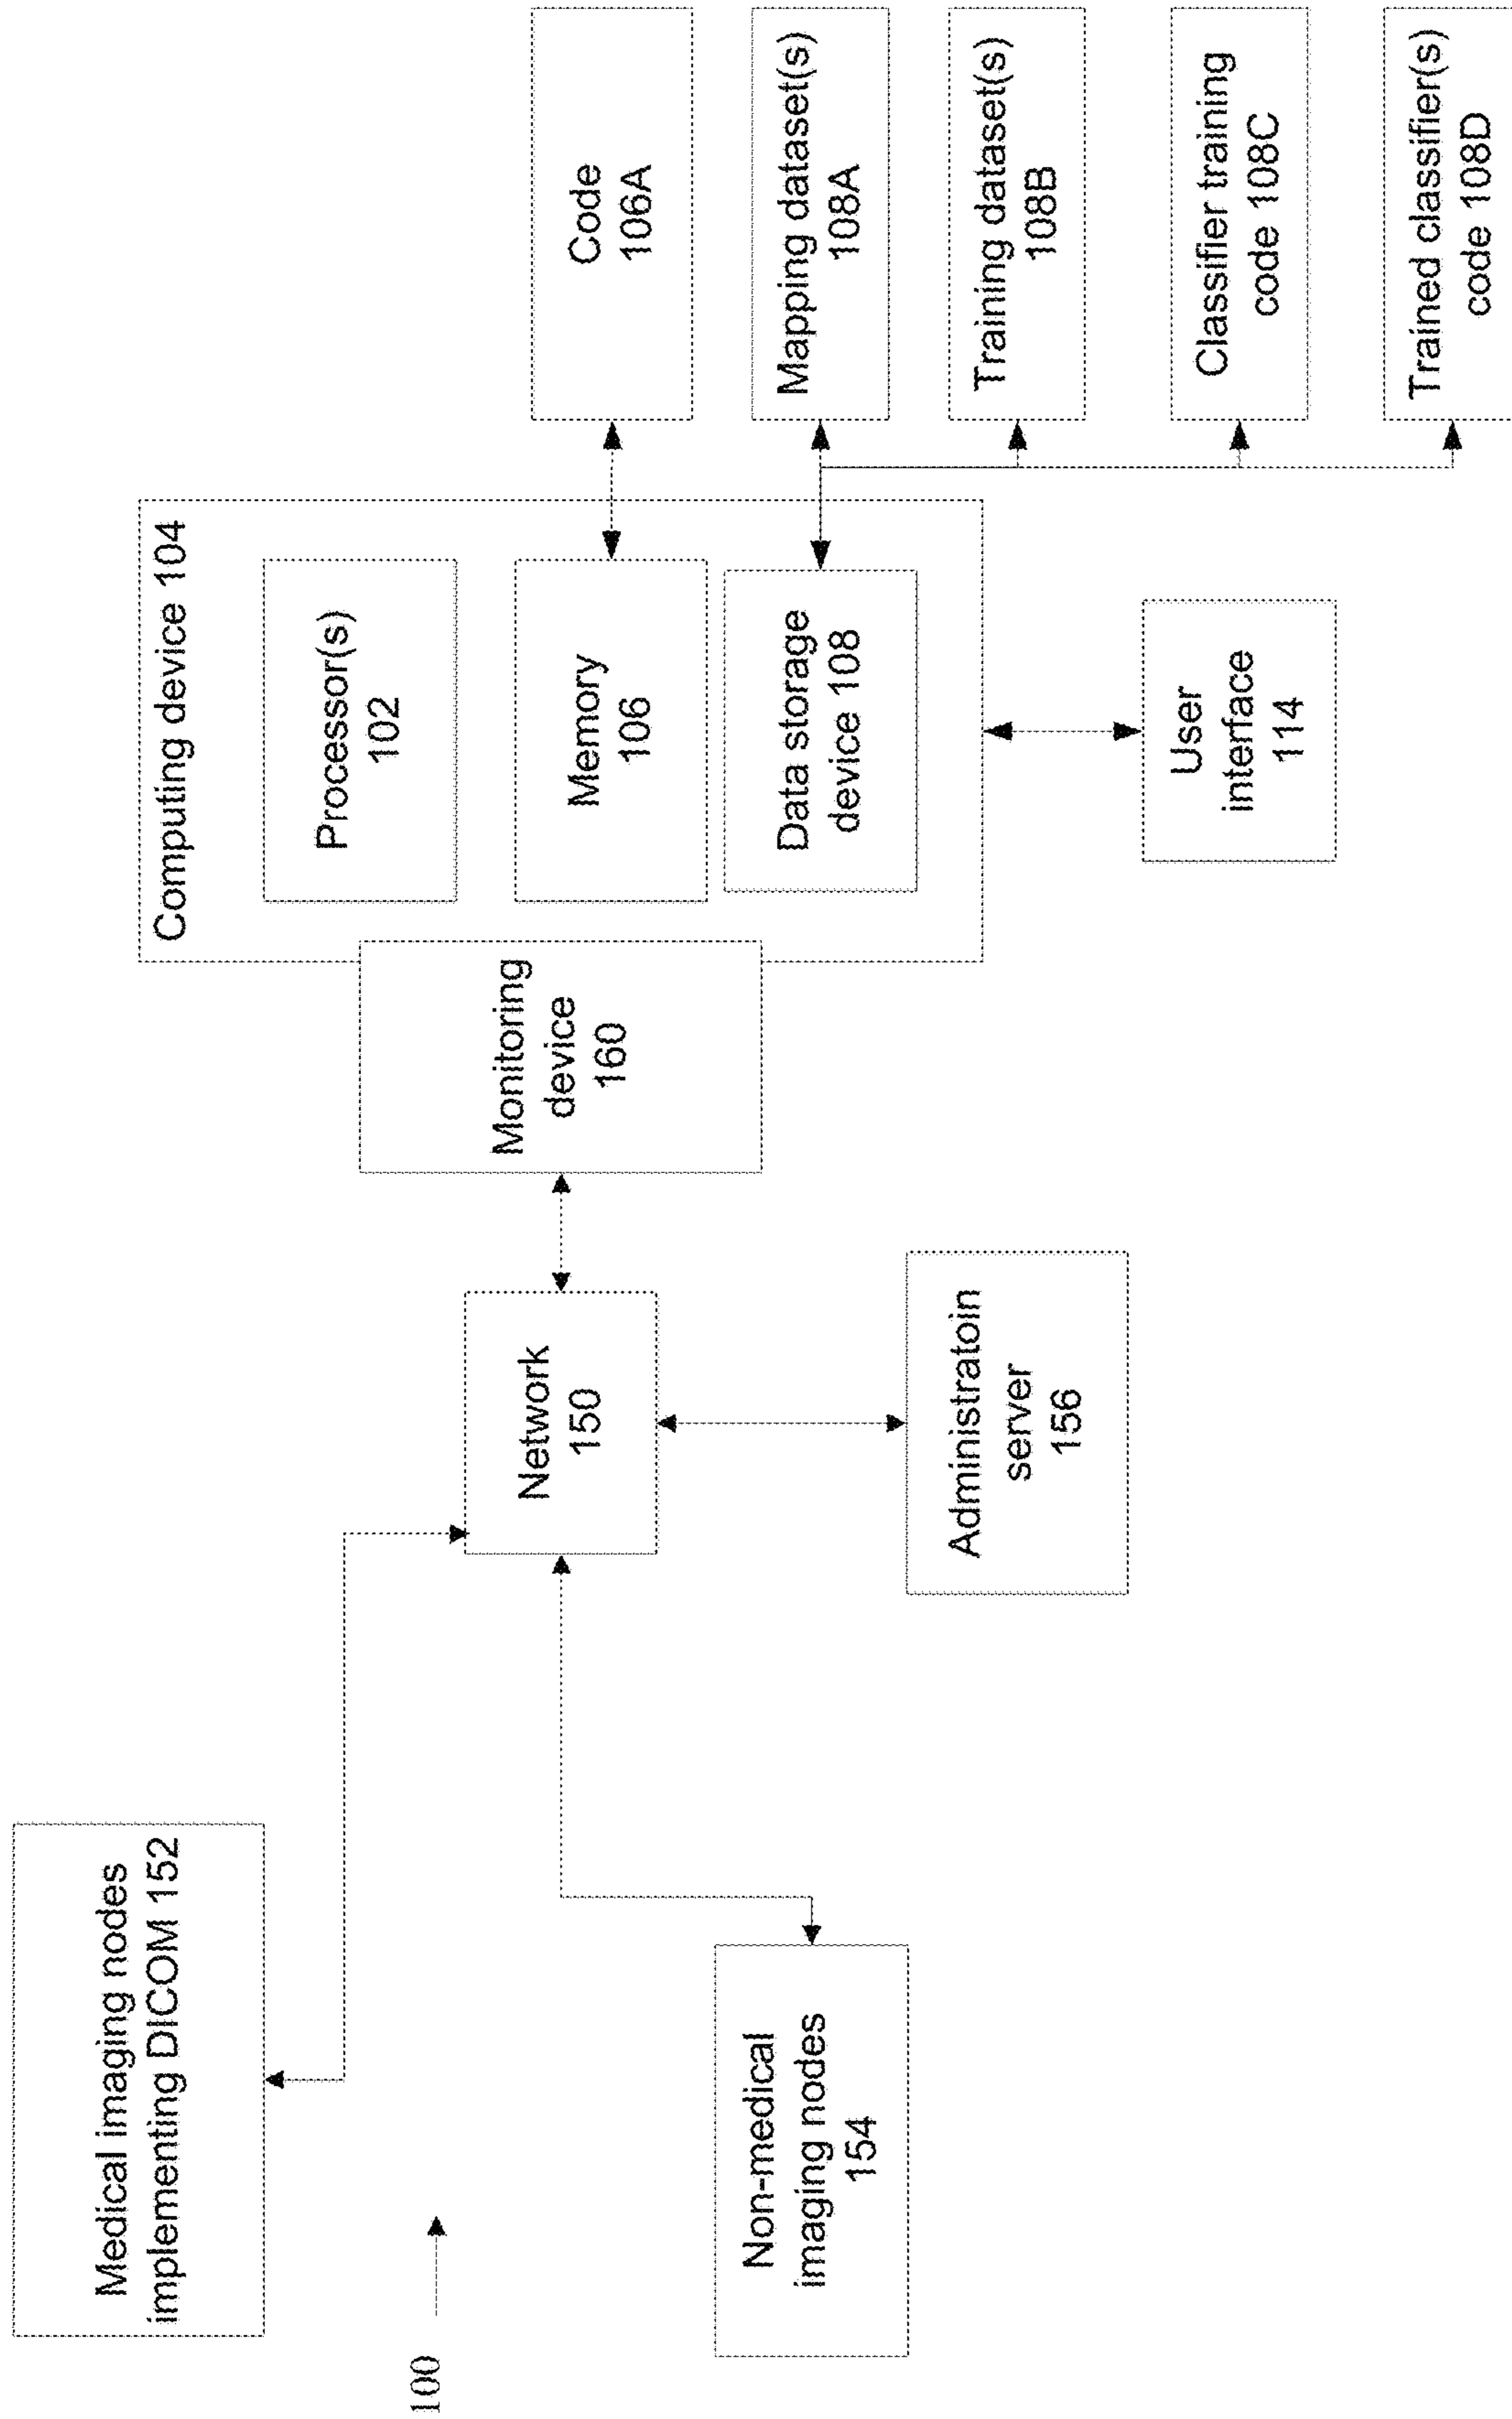 100
Medical imaging nodes
implementing DICOM 152
Non-medical
imaging nodes
154
Network
150
Administratoin
server
156
Monitoring
device
160
Computing device 104
Processor(s)
102
Memory
106
Data storage
device 108
User
interface
114
Code
106A
Mapping dataset(s)
108A
Training dataset(s)
108B
Classifier training
code 108C
Trained classifier(s)
code 108D